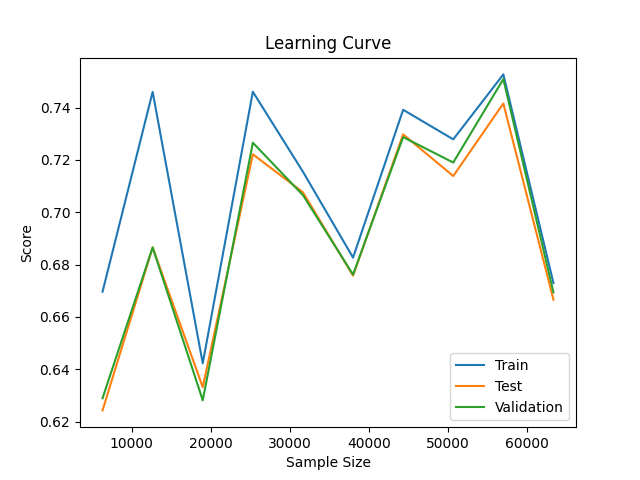 Learning Curve
Score
0.74
0.72
0.70
0.68
0.66
0.64
0.62
Train
Test
Validation
10000 20000 30000 40000 50000 60000
Sample Size